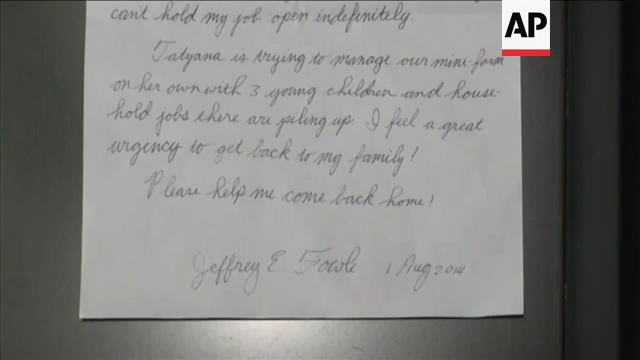 AP
can't hold my job open indefinitely.
Tatyana is trying to manage our mini-farm
on her own with 3 young children and house-
hold jobs there are piling up. I feel a great
urgency to get back to my family!
Please help me come back home!
Jeffrey E Fowle 1 Aug 2014